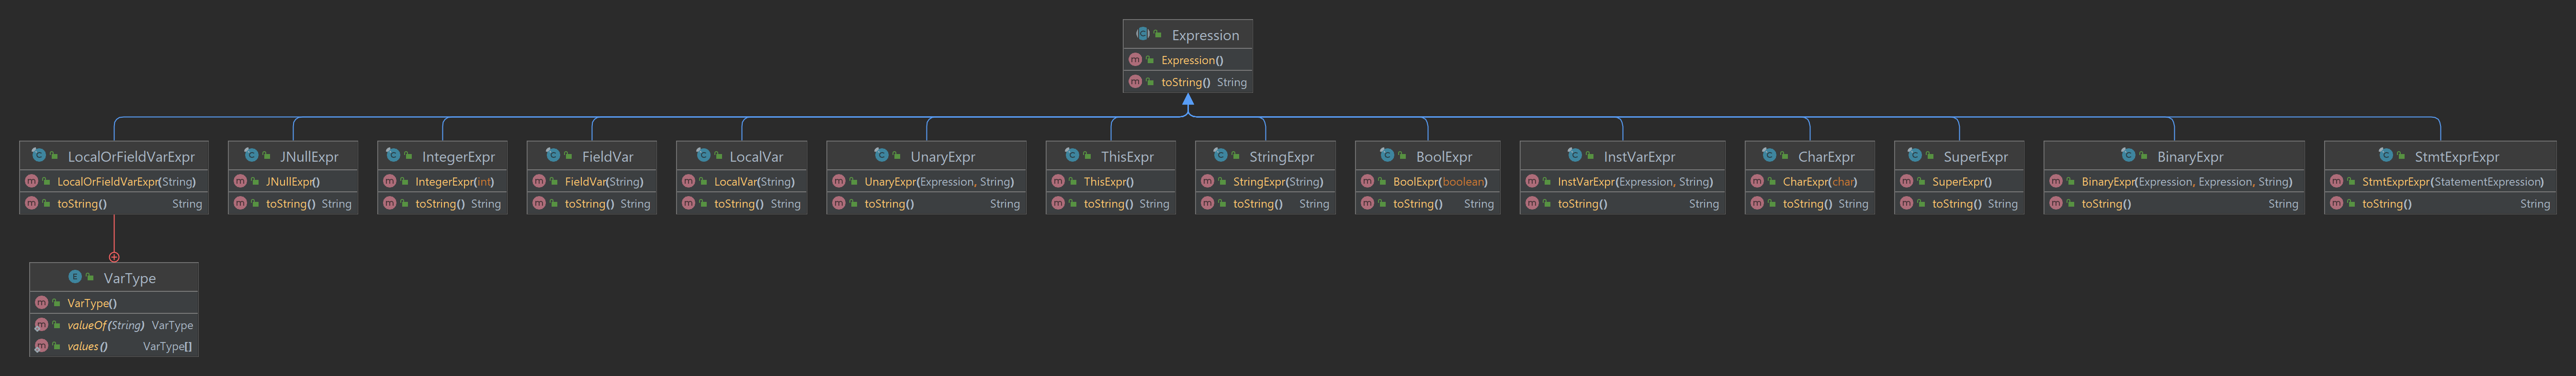 Expression
Expression()
toString() String
LocalOrFieldVarExpr
LocalOrFieldVarExpr(String)
toString() String
JNullExpr
JNullExpr()
toString() String
IntegerExpr
IntegerExpr(int)
toString() String
FieldVar
FieldVar(String)
toString() String
LocalVar
LocalVar(String)
toString() String
UnaryExpr
UnaryExpr(Expression, String)
toString() String
ThisExpr
ThisExpr()
toString() String
StringExpr
StringExpr(String)
toString() String
BoolExpr
BoolExpr(boolean)
toString() String
InstVarExpr
InstVarExpr(Expression, String)
toString() String
CharExpr
CharExpr(char)
toString() String
SuperExpr
SuperExpr()
toString() String
BinaryExpr
BinaryExpr(Expression, Expression, String)
toString() String
StmtExprExpr
StmtExprExpr(StatementExpression)
toString() String
VarType
VarType()
valueOf(String) VarType
values() VarType[]